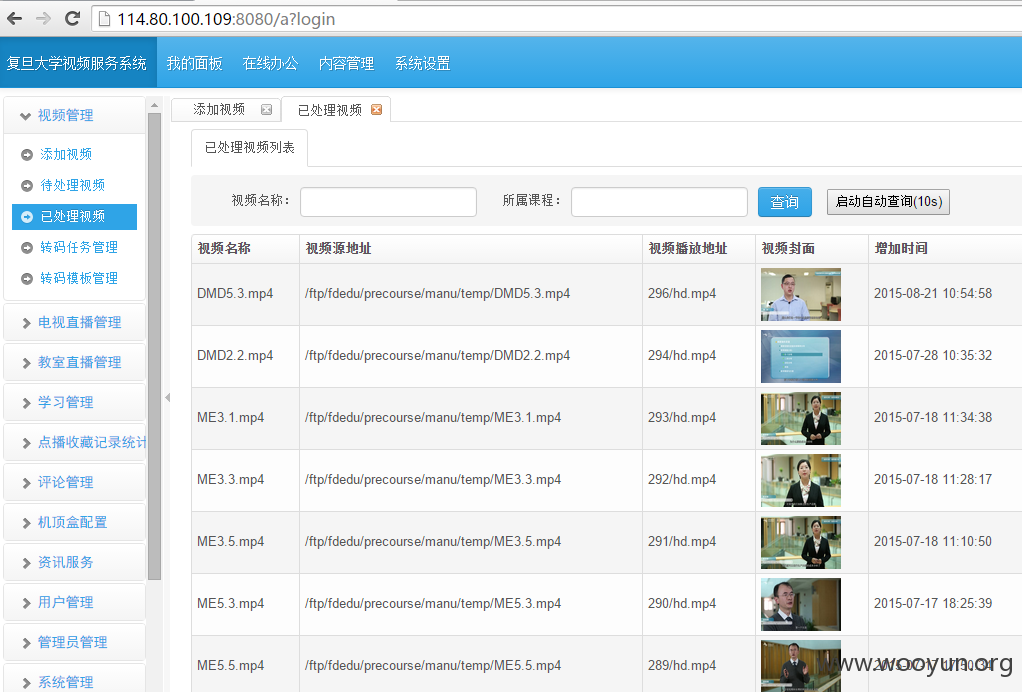 114.80.100.109:8080/a?login
复旦大学视频服务系统 我的面板 在线办公 内容管理 系统设置
视频管理
添加视频
待处理视频
已处理视频
转码任务管理
转码模板管理
电视直播管理
教室直播管理
学习管理
点播收藏记录统计
评论管理
机顶盒配置
资讯服务
用户管理
管理员管理
系统管理
添加视频 已处理视频
已处理视频列表
视频名称: 所属课程: 查询 启动自动查询(10s)
视频名称 视频源地址 视频播放地址 视频封面 增加时间
DMD5.3.mp4 /ftp/fdedu/precourse/manu/temp/DMD5.3.mp4 296/hd.mp4 2015-08-21 10:54:58
DMD2.2.mp4 /ftp/fdedu/precourse/manu/temp/DMD2.2.mp4 294/hd.mp4 2015-07-28 10:35:32
ME3.1.mp4 /ftp/fdedu/precourse/manu/temp/ME3.1.mp4 293/hd.mp4 2015-07-18 11:34:38
ME3.3.mp4 /ftp/fdedu/precourse/manu/temp/ME3.3.mp4 292/hd.mp4 2015-07-18 11:28:17
ME3.5.mp4 /ftp/fdedu/precourse/manu/temp/ME3.5.mp4 291/hd.mp4 2015-07-18 11:10:50
ME5.3.mp4 /ftp/fdedu/precourse/manu/temp/ME5.3.mp4 290/hd.mp4 2015-07-17 18:25:39
ME5.5.mp4 /ftp/fdedu/precourse/manu/temp/ME5.5.mp4 289/hd.mp4
www.wooyun.org